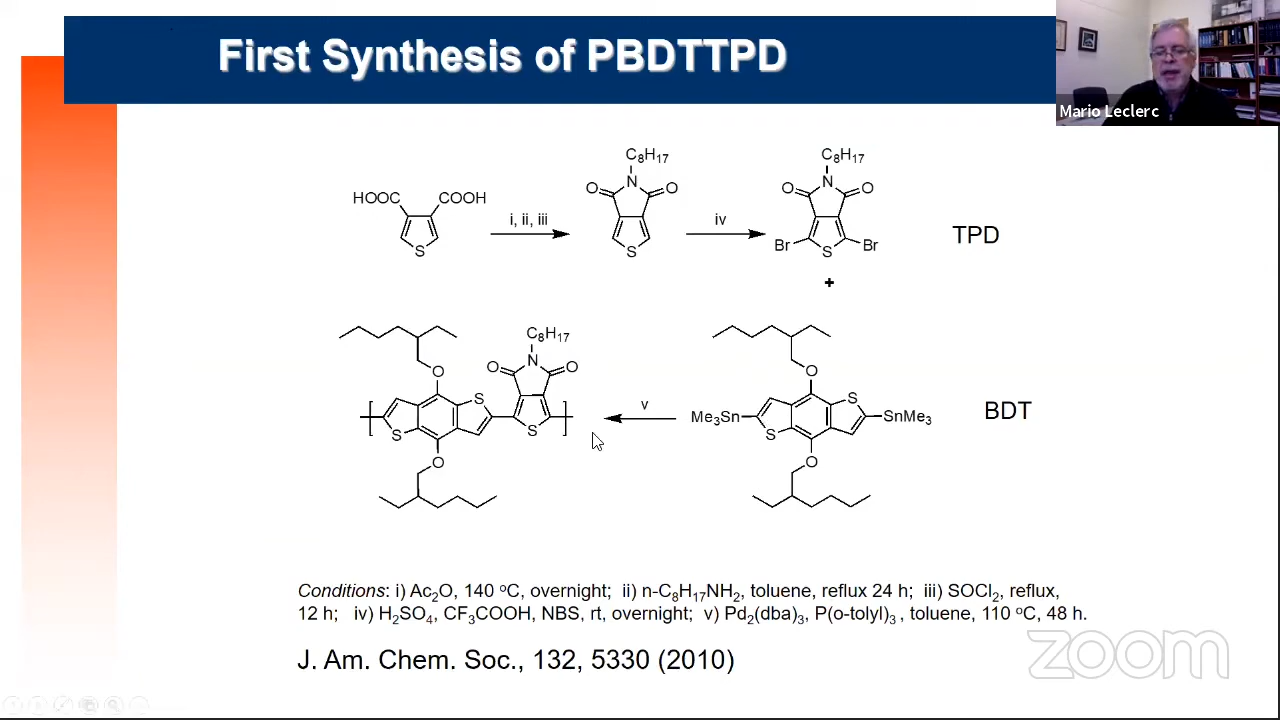 First Synthesis of PBDTTPD
Mario Leclerc
C₈H₁₇
C₈H₁₇
HOOC
COOH
O
N
O
O
N
O
i, ii, iii
iv
S
S
Br
S
Br
TPD
+
C₈H₁₇
O
O
N
O
O
S
S
S
v
O
Me₃Sn
S
S
SnMe₃
O
BDT
Conditions: i) Ac₂O, 140 °C, overnight; ii) n-C₈H₁₇NH₂, toluene, reflux 24 h; iii) SOCl₂, reflux,
12 h; iv) H₂SO₄, CF₃COOH, NBS, rt, overnight; v) Pd₂(dba)₃, P(o-tolyl)₃ , toluene, 110 °C, 48 h.
J. Am. Chem. Soc., 132, 5330 (2010)
zoom